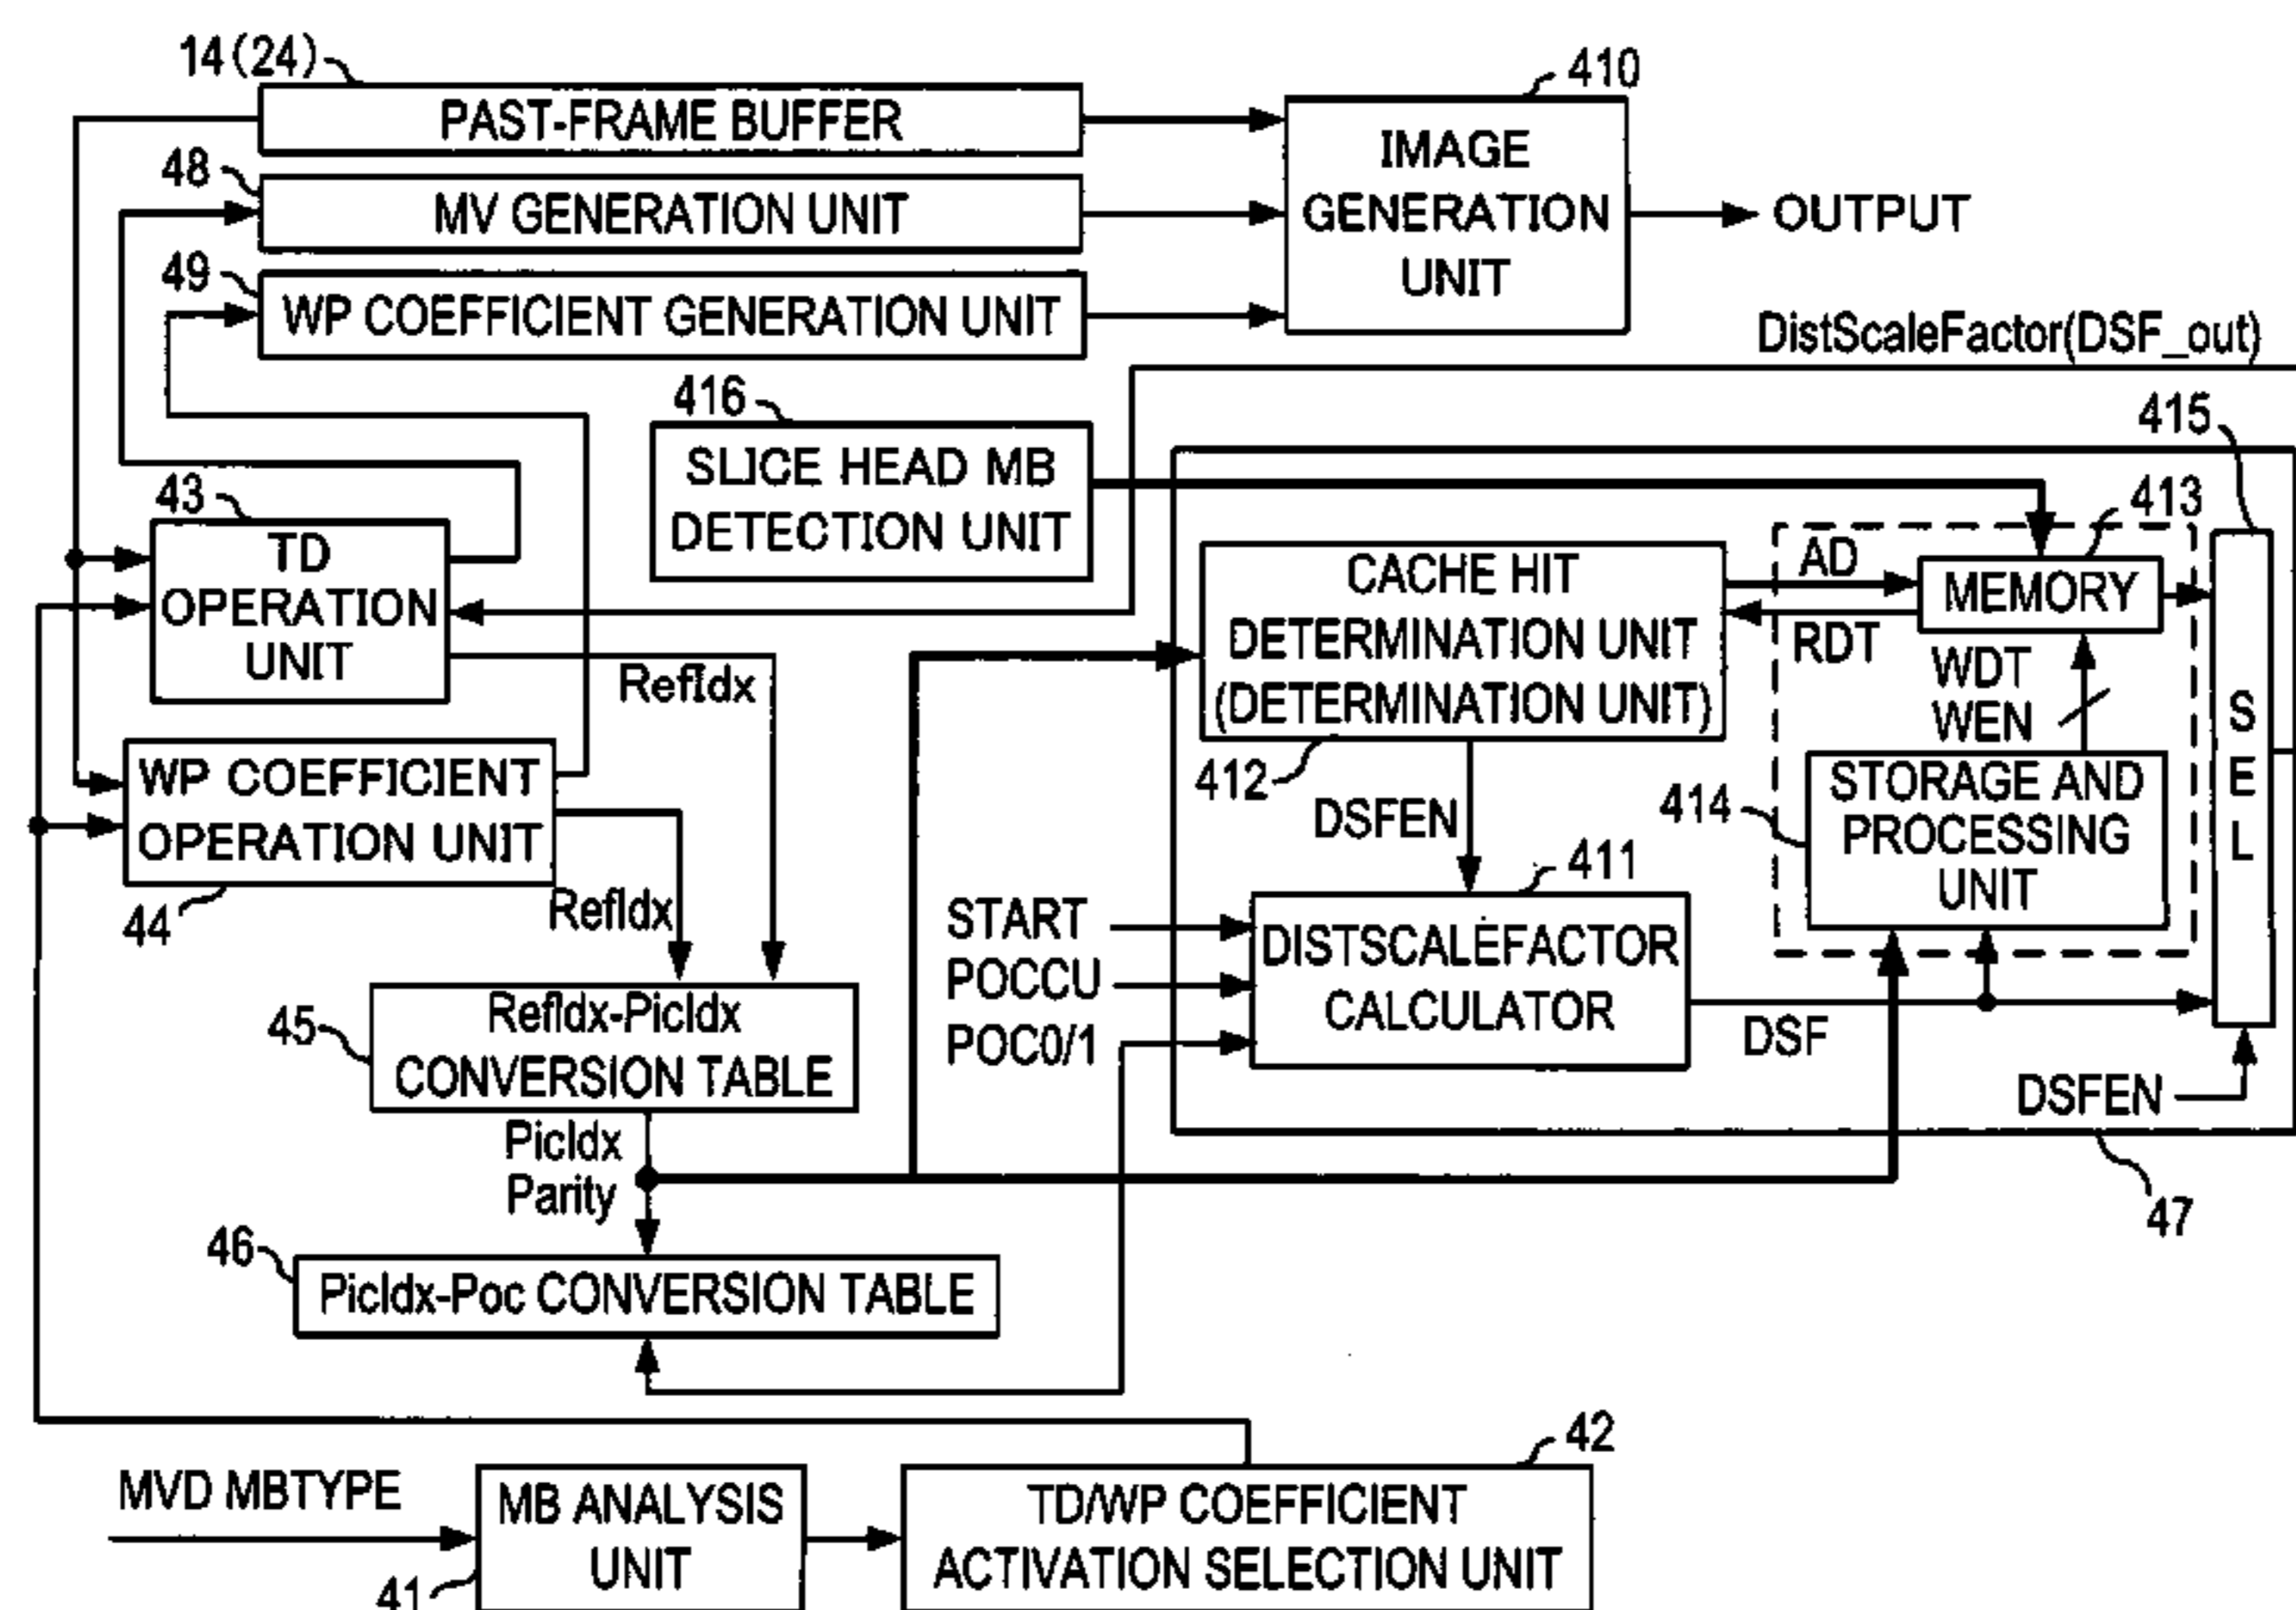 14(24)
PAST-FRAME BUFFER
410
IMAGE
GENERATION
UNIT
OUTPUT
48
MV GENERATION UNIT
49
WP COEFFICIENT GENERATION UNIT
DistScaleFactor(DSF_out)
416
SLICE HEAD MB
DETECTION UNIT
415
43
TD
OPERATION
UNIT
RefIdx
413
AD
MEMORY
RDT
CACHE HIT
DETERMINATION UNIT
(DETERMINATION UNIT)
412
WDT
WEN
S
E
L
WP COEFFICIENT
OPERATION UNIT
44
RefIdx
DSFEN
414
STORAGE AND
PROCESSING
UNIT
411
START
POCCU
POC0/1
DISTSCALEFACTOR
CALCULATOR
DSF
DSFEN
45
RefIdx-PicIdx
CONVERSION TABLE
PicIdx
Parity
47
46
PicIdx-Poc CONVERSION TABLE
42
MVD MBTYPE
MB ANALYSIS
UNIT
41
TD/WP COEFFICIENT
ACTIVATION SELECTION UNIT